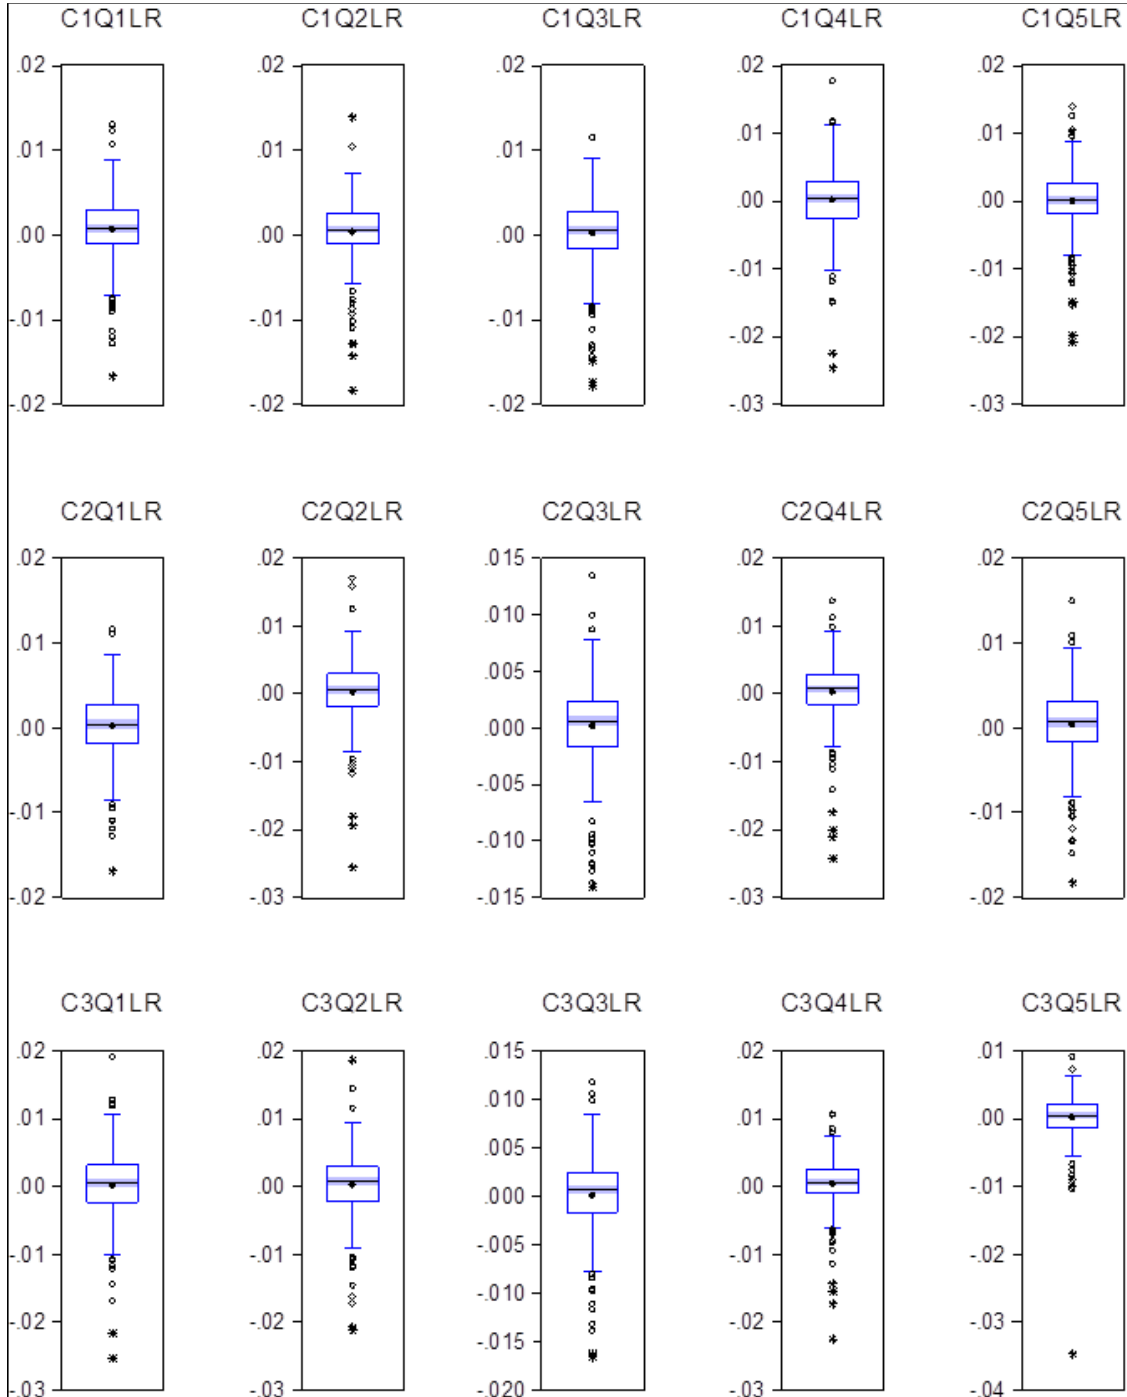 C1Q1LR C1Q2LR C1Q3LR C1Q4LR C1Q5LR
.02 .02 .02 .02 .02
.01 .01 .01 .01 .01
.00 .00 .00 .00 .00
-.01 -.01 -.01 -.01 -.01
-.02 -.02
-.02 -.02 -.02 -.03 -.03
C2Q1LR C2Q2LR C2Q3LR C2Q4LR C2Q5LR
.02 .02 .015 .02 .02
.01 .01 .010 .01 .01
.005
.00 .00 .000 .00 .00
-.01 -.005 -.01
-.01 -.02 -.010 -.02 -.01
-.02 -.03 -.015 -.03 -.02
C3Q1LR C3Q2LR C3Q3LR C3Q4LR C3Q5LR
.02 .02 .015 .02 .01
.01 .01 .010 .01 .00
.005
.00 .00 .000 .00 -.01
-.01 -.01 -.005 -.01 -.02
-.010
-.02 -.02 -.015 -.02 -.03
-.03 -.03 -.020 -.03 -.04